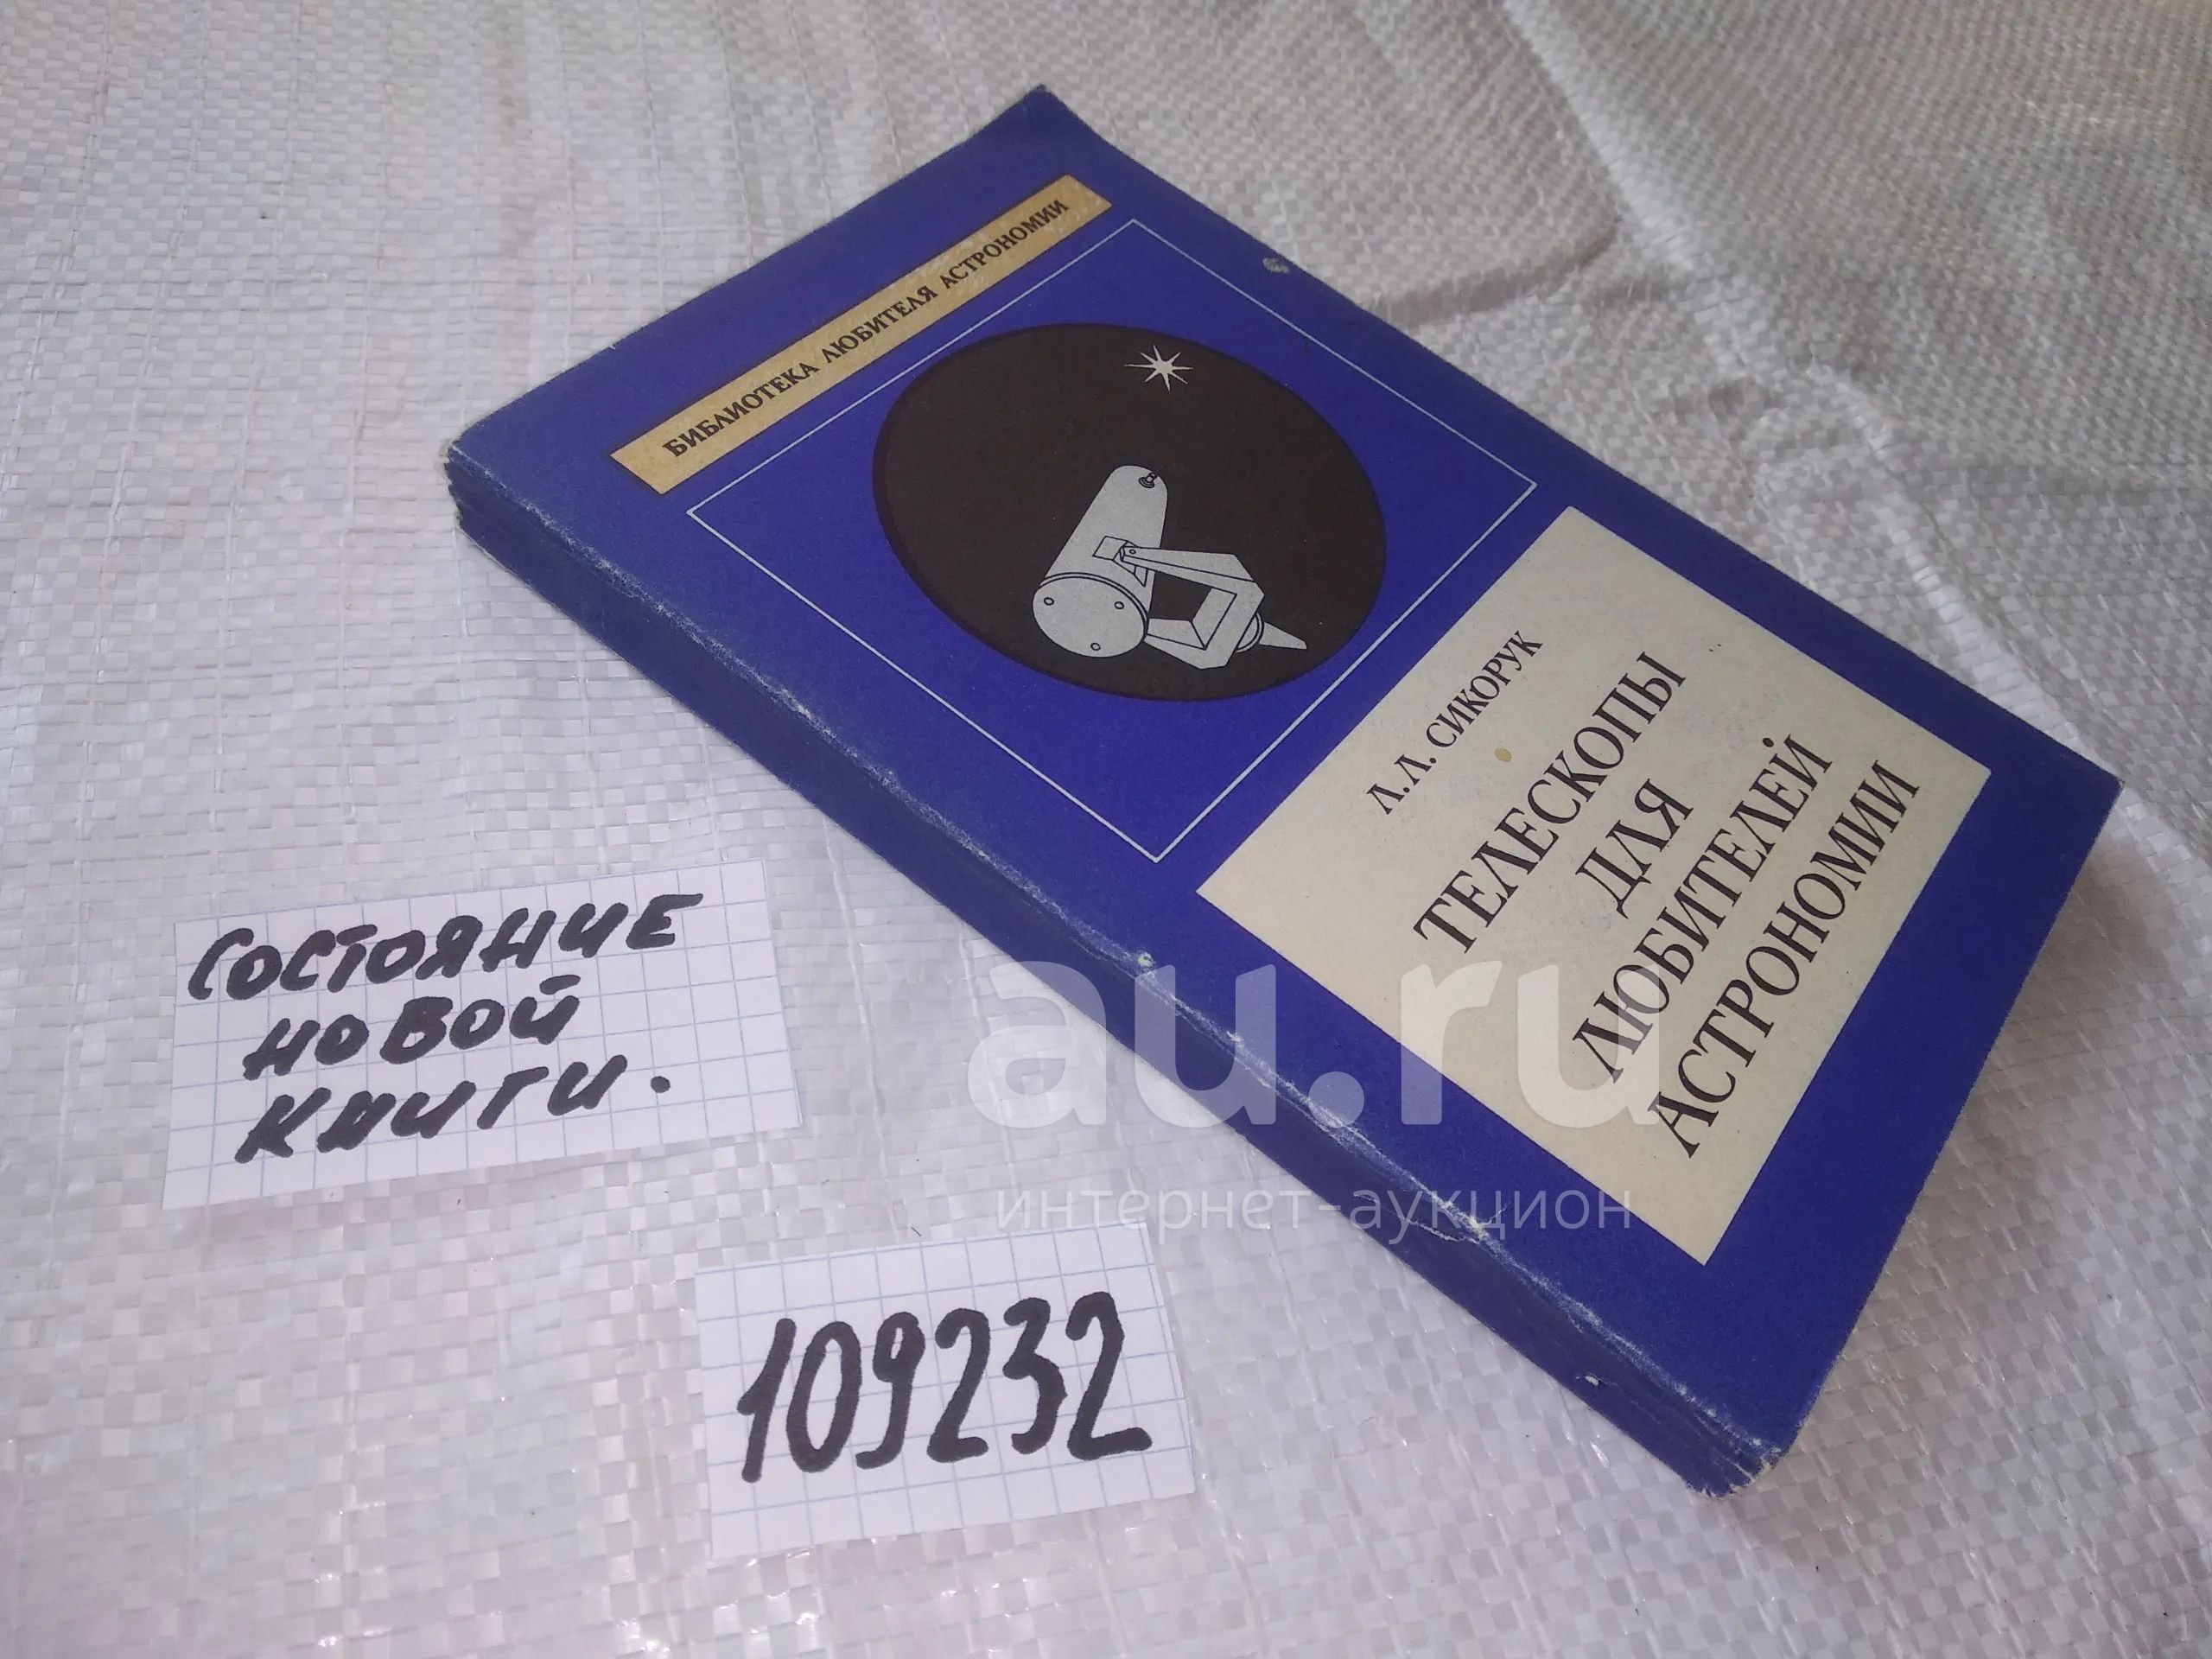 БИБЛИОТЕКА ЛЮБИТЕЛЯ АСТРОНОМИИ
Л.Л. СИКОРУК
ТЕЛЕСКОПЫ
ДЛЯ
ЛЮБИТЕЛЕЙ
АСТРОНОМИИ
СОСТОЯНИЕ
НОВОЙ
КНИГИ.
109232
au.ru
интернет-аукцион